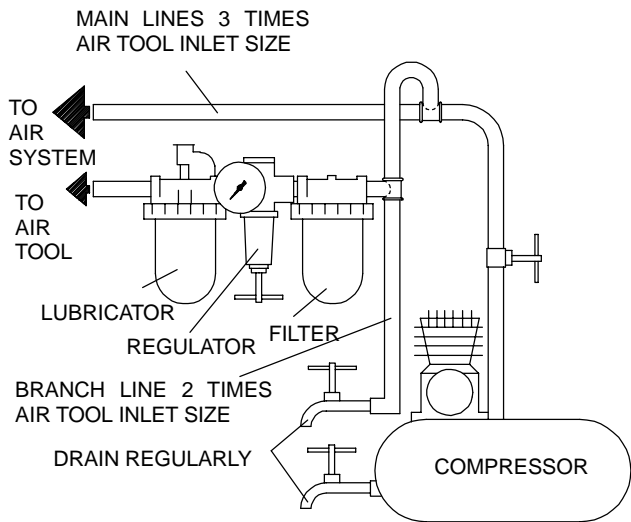 MAIN LINES 3 TIMES
AIR TOOL INLET SIZE
TO
AIR
SYSTEM
TO
AIR
TOOL
LUBRICATOR
REGULATOR
FILTER
BRANCH LINE 2 TIMES
AIR TOOL INLET SIZE
DRAIN REGULARLY
COMPRESSOR